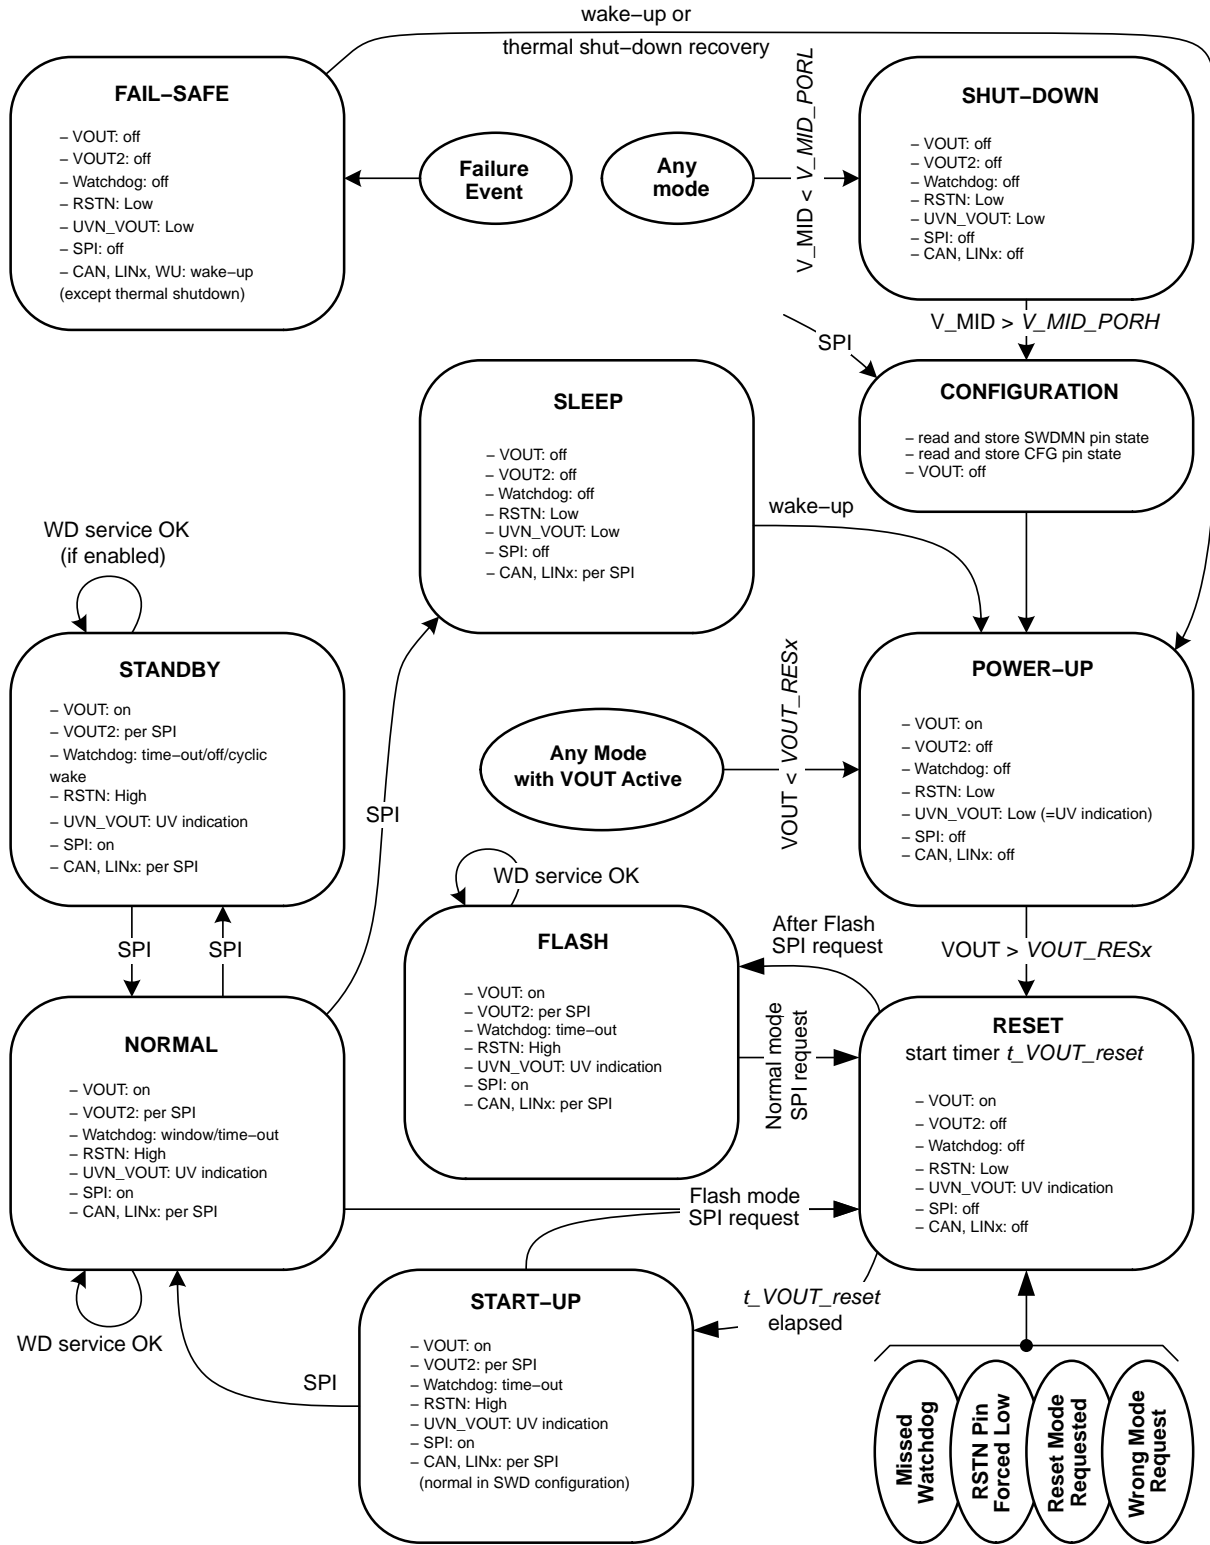 wake–up or
thermal shut–down recovery
FAIL–SAFE
– VOUT: off
– VOUT2: off
– Watchdog: off
– RSTN: Low
– UVN_VOUT: Low
– SPI: off
– CAN, LINx, WU: wake–up
(except thermal shutdown)
Failure
Event
Any
mode
V_MID < V_MID_PORL
SHUT–DOWN
– VOUT: off
– VOUT2: off
– Watchdog: off
– RSTN: Low
– UVN_VOUT: Low
– SPI: off
– CAN, LINx: off
V_MID > V_MID_PORH
SPI
CONFIGURATION
– read and store SWDMN pin state
– read and store CFG pin state
– VOUT: off
SLEEP
– VOUT: off
– VOUT2: off
– Watchdog: off
– RSTN: Low
– UVN_VOUT: Low
– SPI: off
– CAN, LINx: per SPI
wake–up
WD service OK
(if enabled)
STANDBY
– VOUT: on
– VOUT2: per SPI
– Watchdog: time–out/off/cyclic
wake
– RSTN: High
– UVN_VOUT: UV indication
– SPI: on
– CAN, LINx: per SPI
SPI
Any Mode
with VOUT Active
VOUT < VOUT_RESx
POWER–UP
– VOUT: on
– VOUT2: off
– Watchdog: off
– RSTN: Low
– UVN_VOUT: Low (=UV indication)
– SPI: off
– CAN, LINx: off
SPI
SPI
WD service OK
FLASH
– VOUT: on
– VOUT2: per SPI
– Watchdog: time–out
– RSTN: High
– UVN_VOUT: UV indication
– SPI: on
– CAN, LINx: per SPI
After Flash
SPI request
Normal mode
SPI request
VOUT > VOUT_RESx
RESET
start timer t_VOUT_reset
– VOUT: on
– VOUT2: off
– Watchdog: off
– RSTN: Low
– UVN_VOUT: UV indication
– SPI: off
– CAN, LINx: off
NORMAL
– VOUT: on
– VOUT2: per SPI
– Watchdog: window/time–out
– RSTN: High
– UVN_VOUT: UV indication
– SPI: on
– CAN, LINx: per SPI
Flash mode
SPI request
WD service OK
SPI
START–UP
– VOUT: on
– VOUT2: per SPI
– Watchdog: time–out
– RSTN: High
– UVN_VOUT: UV indication
– SPI: on
– CAN, LINx: per SPI
(normal in SWD configuration)
t_VOUT_reset
elapsed
Missed
Watchdog
RSTN Pin
Forced Low
Reset Mode
Requested
Wrong Mode
Request